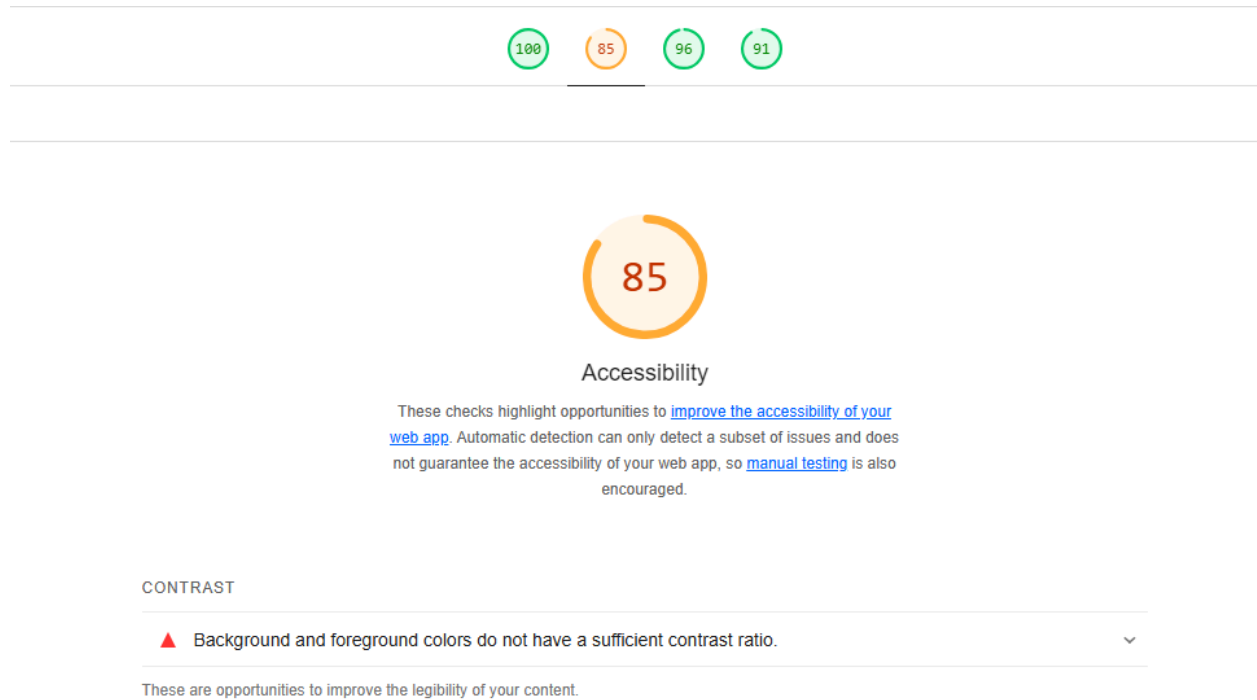 100 85 96 91
85
Accessibility
These checks highlight opportunities to improve the accessibility of your
web app. Automatic detection can only detect a subset of issues and does
not guarantee the accessibility of your web app, so manual testing is also
encouraged.
CONTRAST
Background and foreground colors do not have a sufficient contrast ratio.
These are opportunities to improve the legibility of your content.